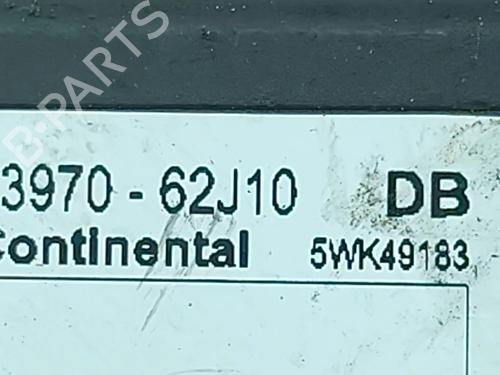 B-PARTS
3970 - 62J10 DB
Continental 5WK49183